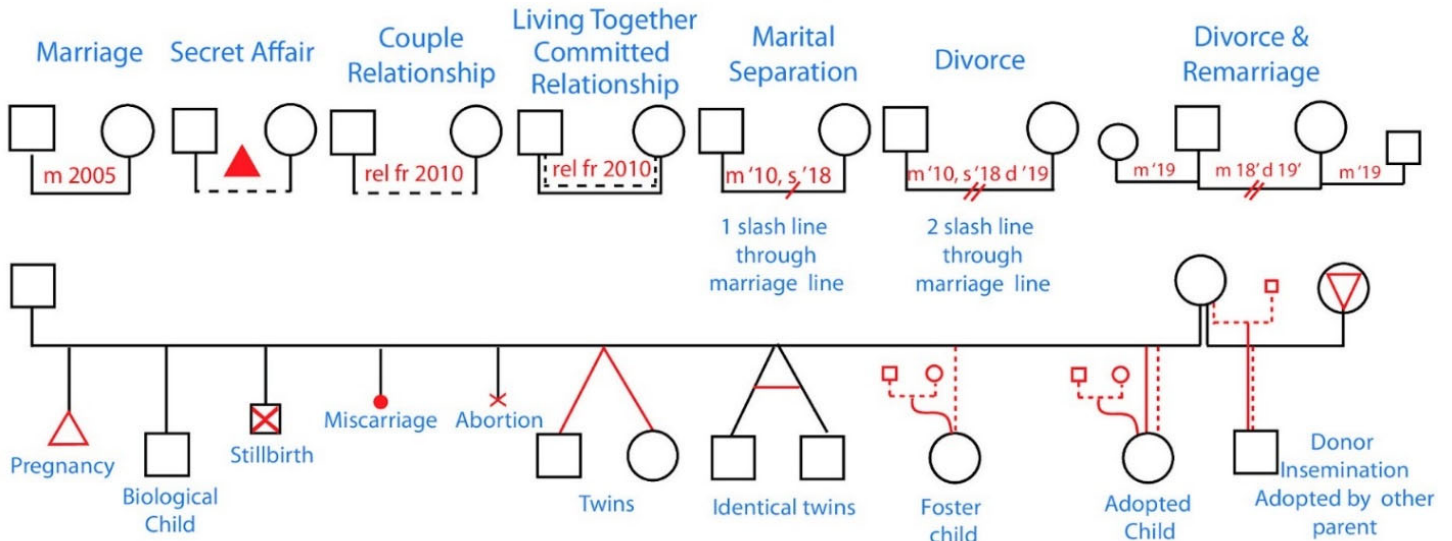 Marriage
Secret Affair
Couple
Relationship
Living Together
Committed
Relationship
Marital
Separation
Divorce
Divorce &
Remarriage
m 2005
rel fr 2010
rel fr 2010
m ‘10, s ‘18
m ‘10, s ‘18 d ‘19
m ‘19
m 18’ d 19’
m ‘19
1 slash line
through
marriage line
2 slash line
through
marriage line
Pregnancy
Biological
Child
Stillbirth
Miscarriage
Abortion
Twins
Identical twins
Foster
child
Adopted
Child
Donor
Insemination
Adopted by other
parent